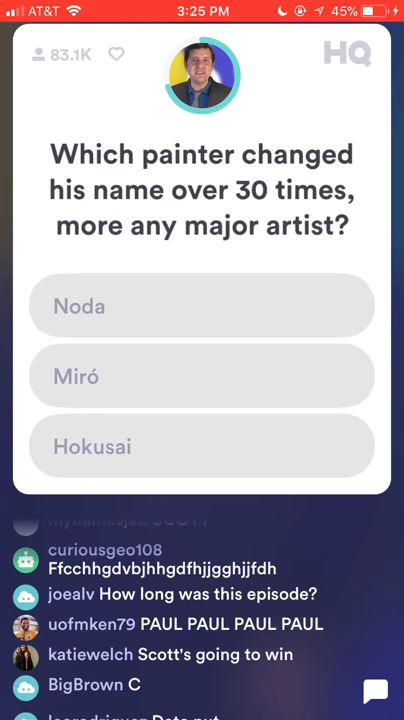 AT&T 3:25 PM 45%
83.1K HQ
Which painter changed
his name over 30 times,
more any major artist?
Noda
Miró
Hokusai
curiousgeo108
Ffcchhgdvbjhhgdfhjjgghjjfdh
joealv How long was this episode?
uofmken79 PAUL PAUL PAUL PAUL
katiewelch Scott's going to win
BigBrown C